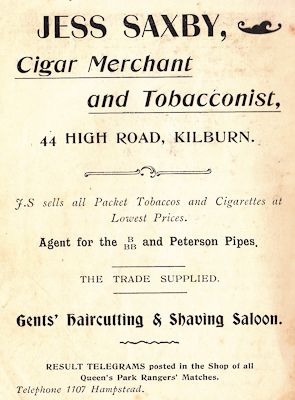 JESS SAXBY,
Cigar Merchant
and Tobacconist,
44 HIGH ROAD, KILBURN.
J.S sells all Packet Tobaccos and Cigarettes at
Lowest Prices.
Agent for the B/BB and Peterson Pipes.
THE TRADE SUPPLIED.
Gents' Haircutting & Shaving Saloon.
RESULT TELEGRAMS posted in the Shop of all
Queen's Park Rangers' Matches.
Telephone 1107 Hampstead.